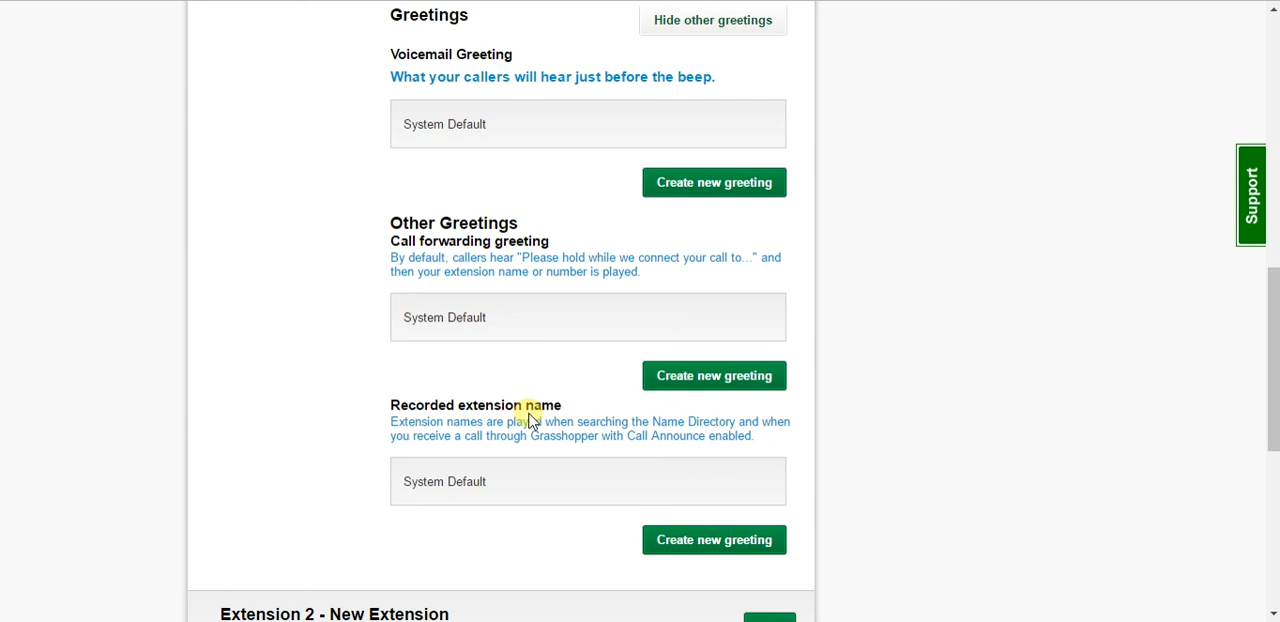 Greetings
Hide other greetings
Voicemail Greeting
What your callers will hear just before the beep.
System Default
Create new greeting
Support
Other Greetings
Call forwarding greeting
By default, callers hear "Please hold while we connect your call to..." and
then your extension name or number is played.
System Default
Create new greeting
Recorded extension name
Extension names are played when searching the Name Directory and when
you receive a call through Grasshopper with Call Announce enabled.
System Default
Create new greeting
Extension 2 - New Extension